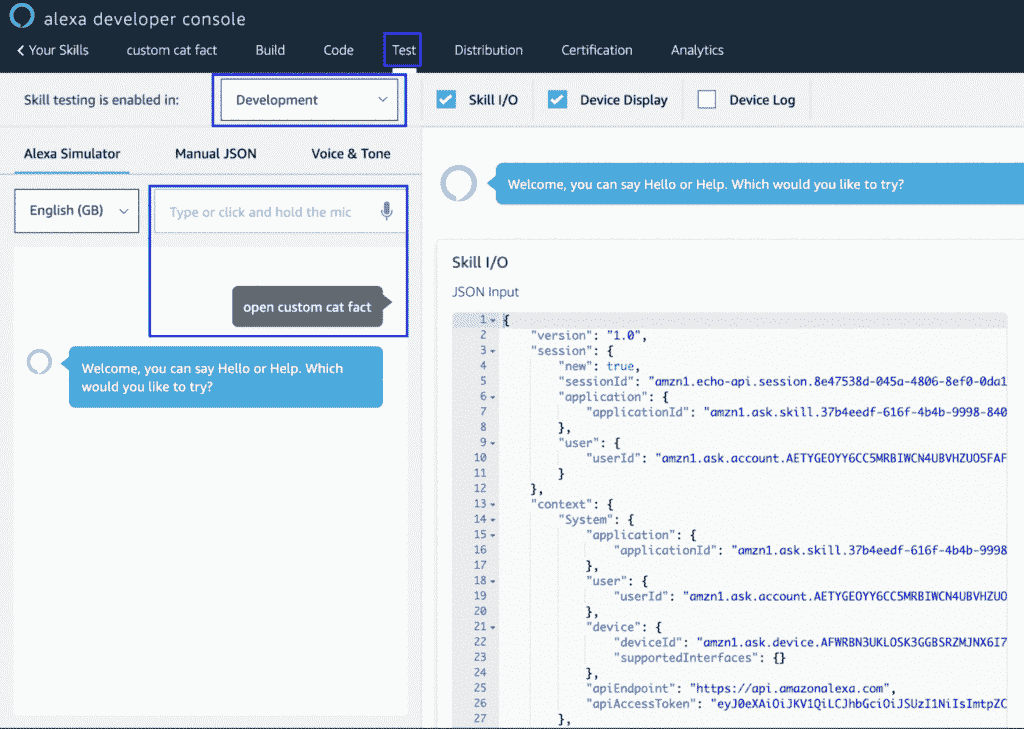 alexa developer console
Your Skills custom cat fact Build Code Test Distribution Certification Analytics
Skill testing is enabled in: Development Skill I/O Device Display Device Log
Alexa Simulator Manual JSON Voice & Tone
English (GB) Type or click and hold the mic
open custom cat fact
Welcome, you can say Hello or Help. Which
would you like to try?
Welcome, you can say Hello or Help. Which would you like to try?
Skill I/O
JSON Input
1 {
2 "version": "1.0",
3 "session": {
4 "new": true,
5 "sessionId": "amzn1.echo-api.session.8e47538d-045a-4806-8ef0-0da1
6 "application": {
7 "applicationId": "amzn1.ask.skill.37b4eedf-616f-4b4b-9998-840
8 },
9 "user": {
10 "userId": "amzn1.ask.account.AETYGEOYY6CC5MRBIWCN4UBVHZUO5FAF
11 }
12 },
13 "context": {
14 "System": {
15 "application": {
16 "applicationId": "amzn1.ask.skill.37b4eedf-616f-4b4b-9998
17 },
18 "user": {
19 "userId": "amzn1.ask.account.AETYGEOYY6CC5MRBIWCN4UBVHZUO
20 },
21 "device": {
22 "deviceId": "amzn1.ask.device.AFWRBN3UKLOSK3GGBSRZMJNX6I7
23 "supportedInterfaces": {}
24 },
25 "apiEndpoint": "https://api.amazonalexa.com",
26 "apiAccessToken": "eyJ0eXAiOiJKV1QiLCJhbGciOiJSUzI1NiIsImtpZC
27 },